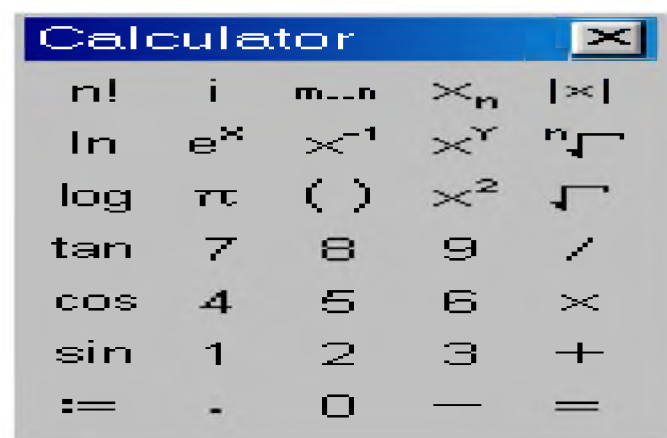 Calculator ×
n! i m..n xₙ |×|
ln eˣ x⁻¹ xʸ ⁿ√
log π ( ) x² √
tan 7 8 9 /
cos 4 5 6 ×
sin 1 2 3 +
:= . 0 — =